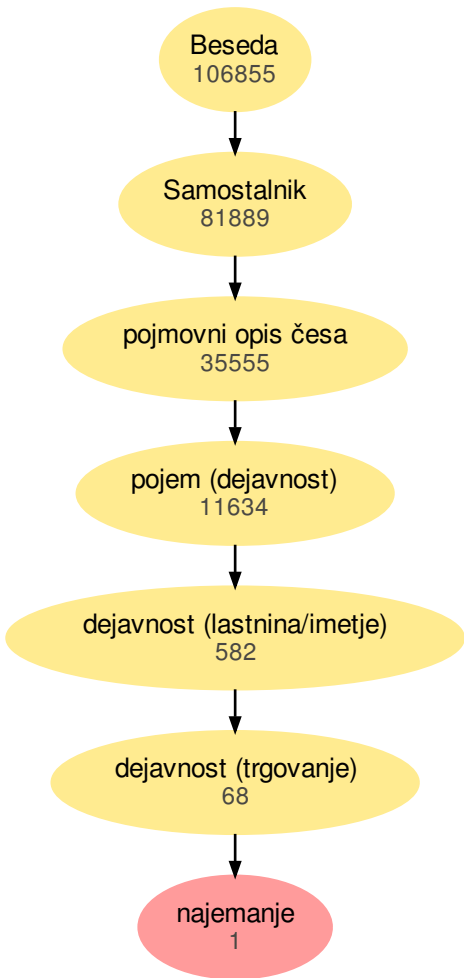 Beseda
106855
Samostalnik
81889
pojmovni opis česa
35555
pojem (dejavnost)
11634
dejavnost (lastnina/imetje)
582
dejavnost (trgovanje)
68
najemanje
1